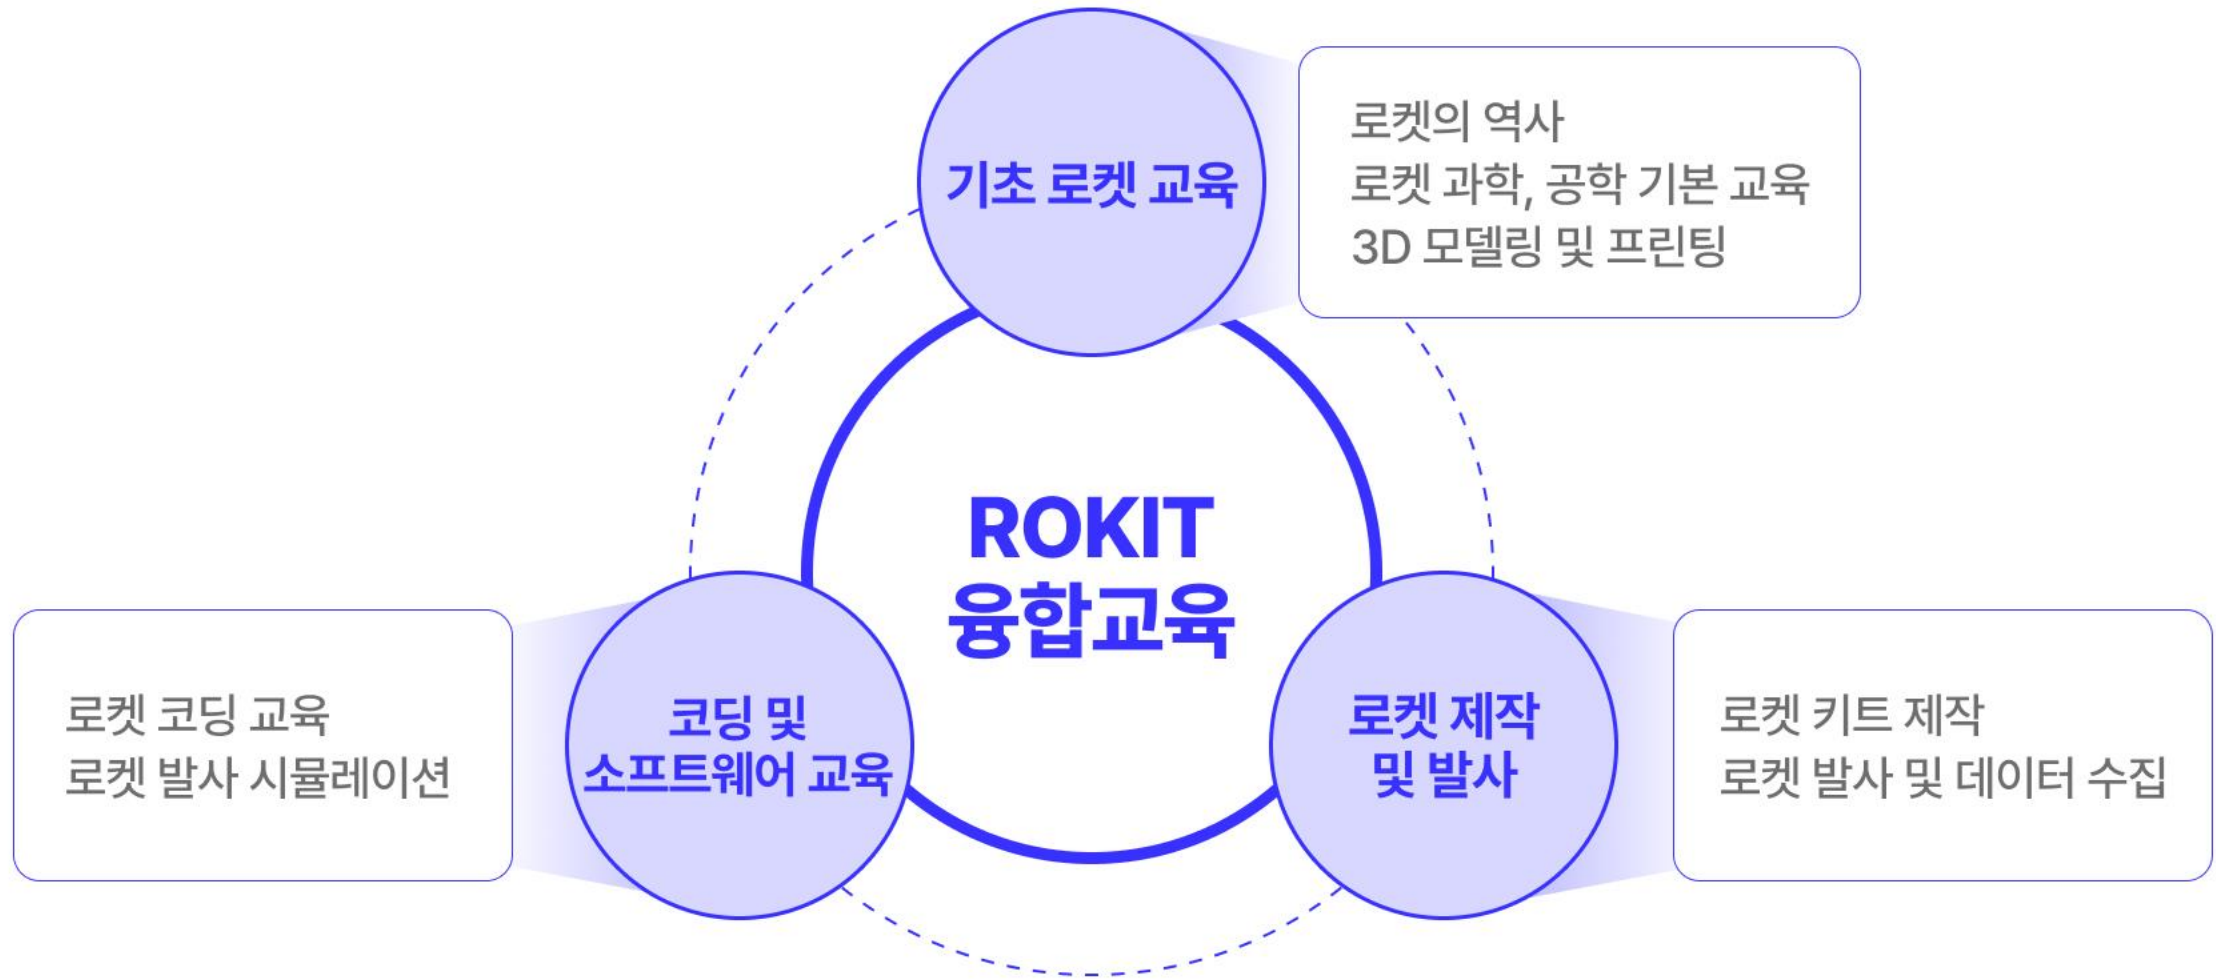 기초 로켓 교육
로켓의 역사
로켓 과학, 공학 기본 교육
3D 모델링 및 프린팅
ROKIT
융합교육
로켓 코딩 교육
로켓 발사 시뮬레이션
코딩 및
소프트웨어 교육
로켓 제작
및 발사
로켓 키트 제작
로켓 발사 및 데이터 수집